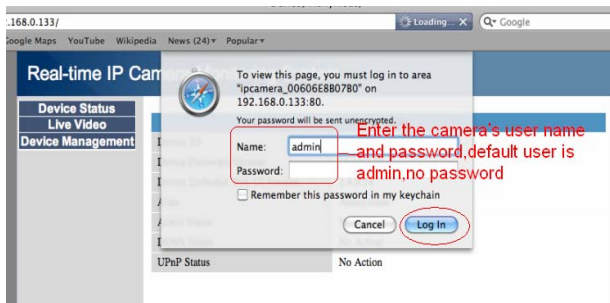 2.168.0.133/
Loading...
Google
Google Maps YouTube Wikipedia News (24) Popular
Real-time IP Cam
Device Status
Live Video
Device Management
To view this page, you must log in to area
"ipcamera_00606E8B07B0" on
192.168.0.133:80.
Your password will be sent unencrypted.
Name: admin
Password:
Remember this password in my keychain
Cancel
Log In
Enter the camera's user name
and password,default user is
admin,no password
No Action
UPnP Status No Action